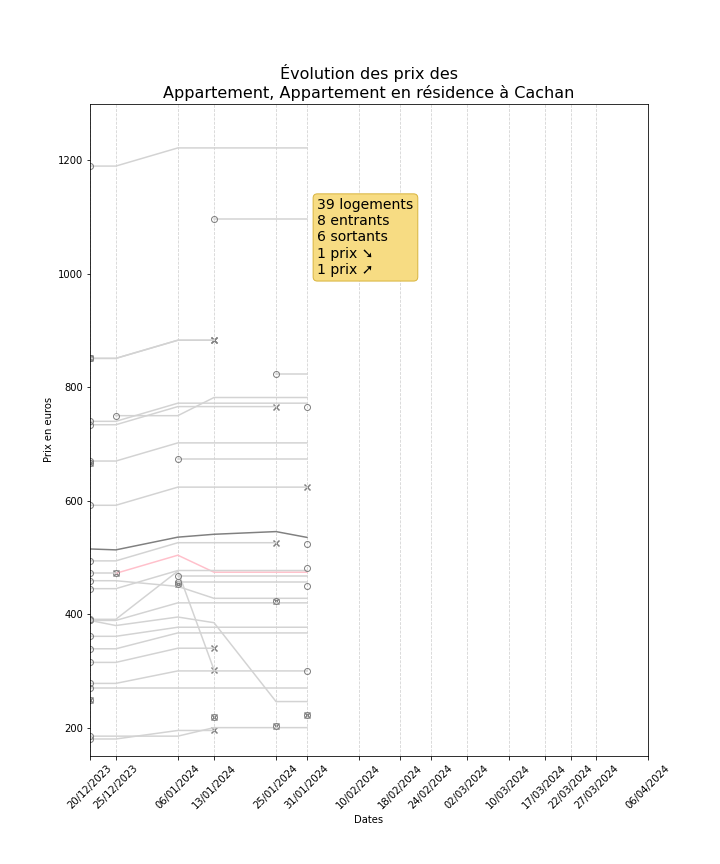 Évolution des prix des
Appartement, Appartement en résidence à Cachan
1200
1000
800
600
400
200
Prix en euros
39 logements
8 entrants
6 sortants
1 prix ➘
1 prix ➚
20/12/2023
25/12/2023
06/01/2024
13/01/2024
25/01/2024
31/01/2024
10/02/2024
18/02/2024
24/02/2024
02/03/2024
10/03/2024
17/03/2024
22/03/2024
27/03/2024
06/04/2024
Dates